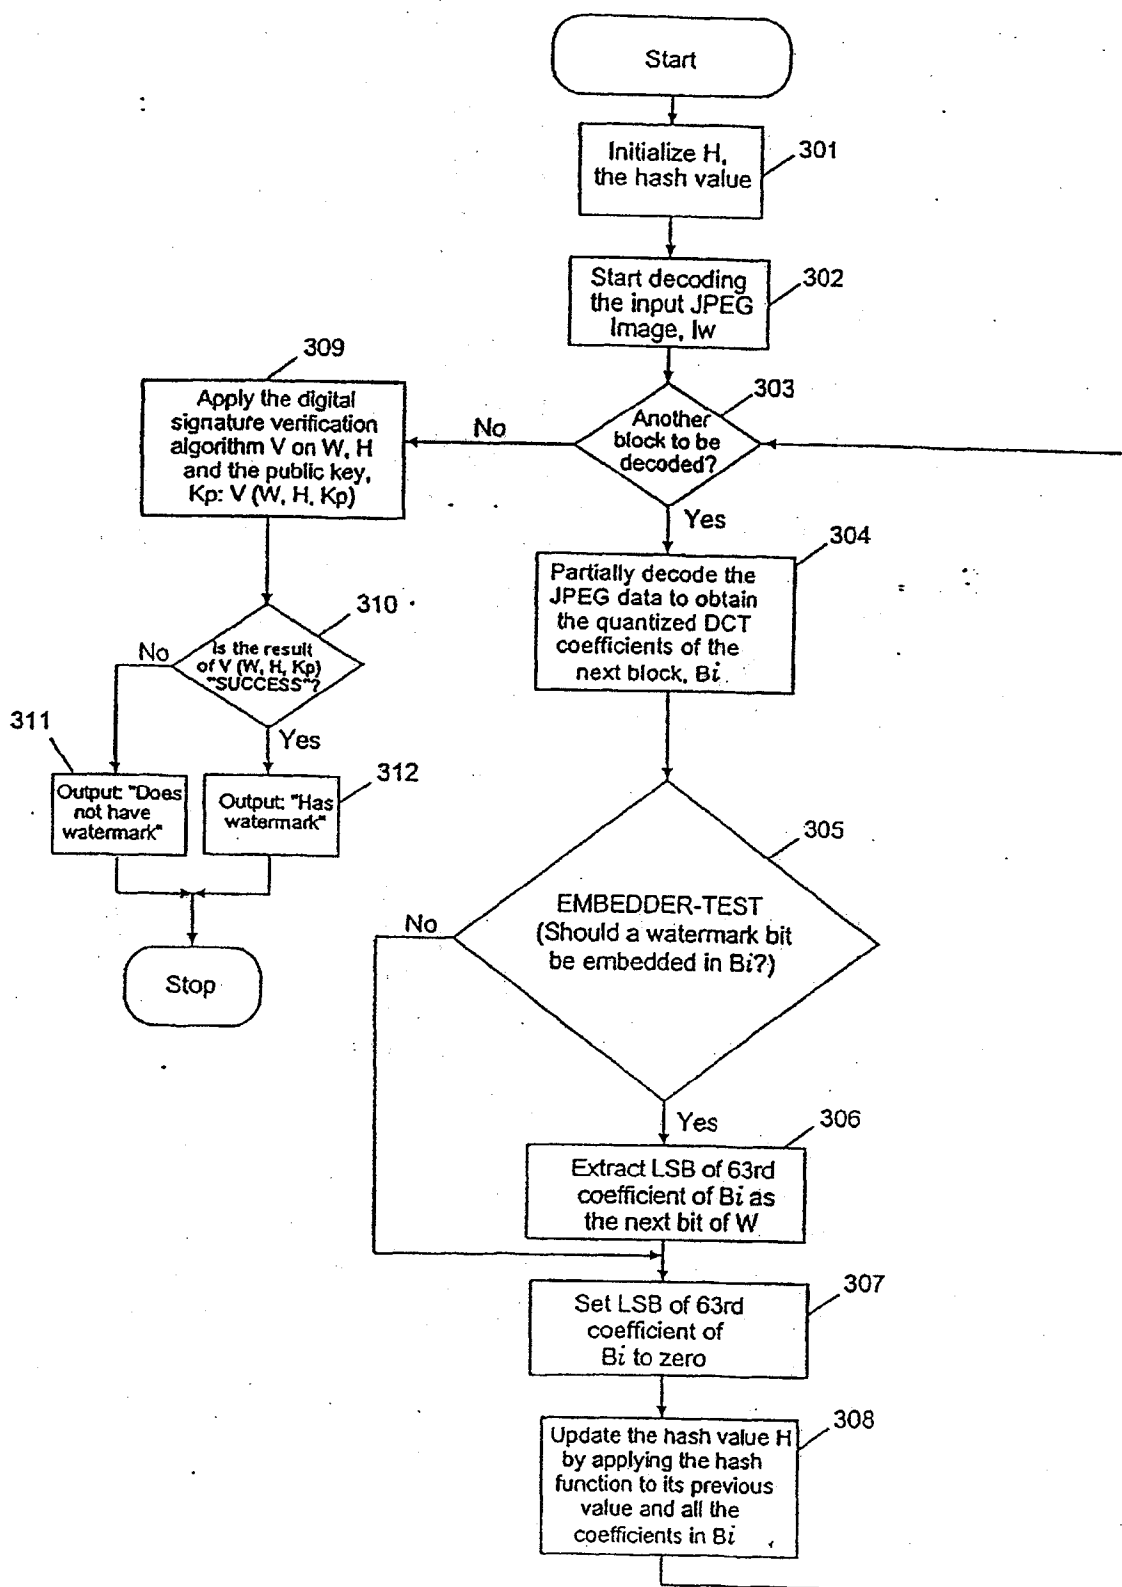 Start
Initialize H,
the hash value
301
Start decoding
the input JPEG
Image, Iw
302
303
Another
block to be
decoded?
No
Yes
309
Apply the digital
signature verification
algorithm V on W, H
and the public key,
Kp: V (W, H, Kp)
304
Partially decode the
JPEG data to obtain
the quantized DCT
coefficients of the
next block, Bi
310
Is the result
of V (W, H, Kp)
"SUCCESS"?
No
Yes
311
Output: "Does
not have
watermark"
312
Output: "Has
watermark"
Stop
305
EMBEDDER-TEST
(Should a watermark bit
be embedded in Bi?)
No
Yes
306
Extract LSB of 63rd
coefficient of Bi as
the next bit of W
307
Set LSB of 63rd
coefficient of
Bi to zero
308
Update the hash value H
by applying the hash
function to its previous
value and all the
coefficients in Bi